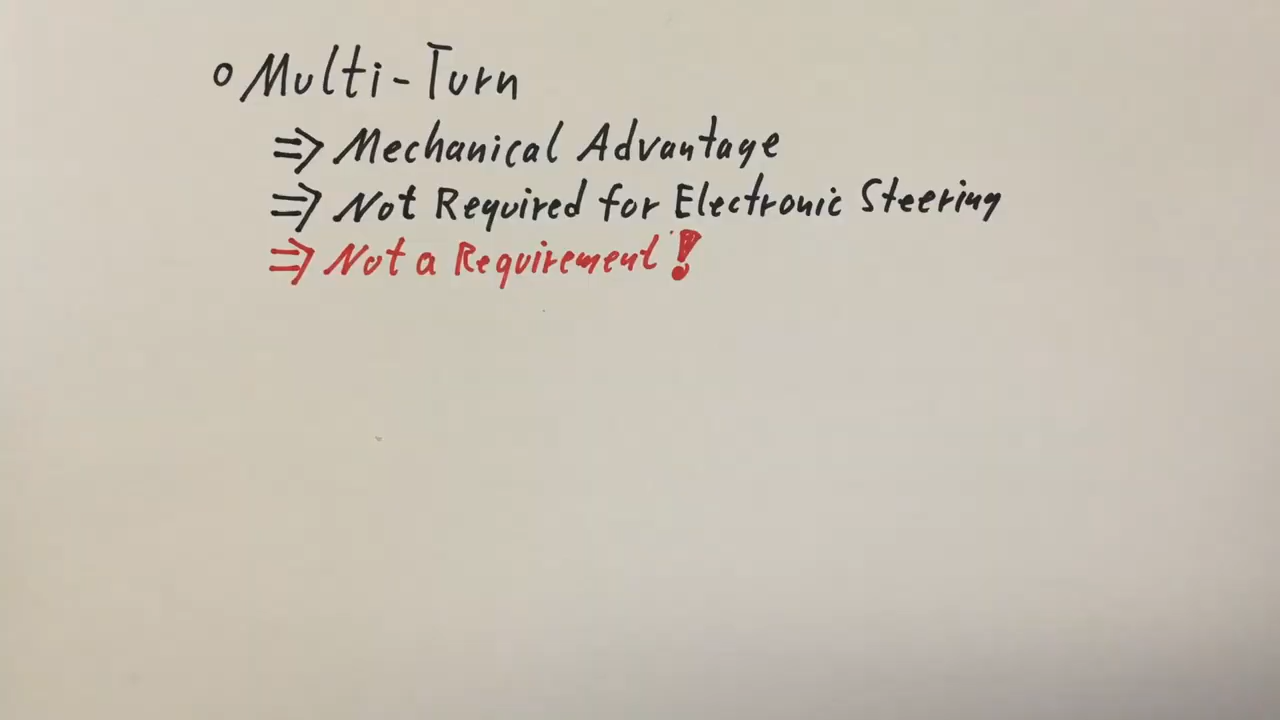 o Multi-Turn
⇒ Mechanical Advantage
⇒ Not Required for Electronic Steering
⇒ Not a Requirement!